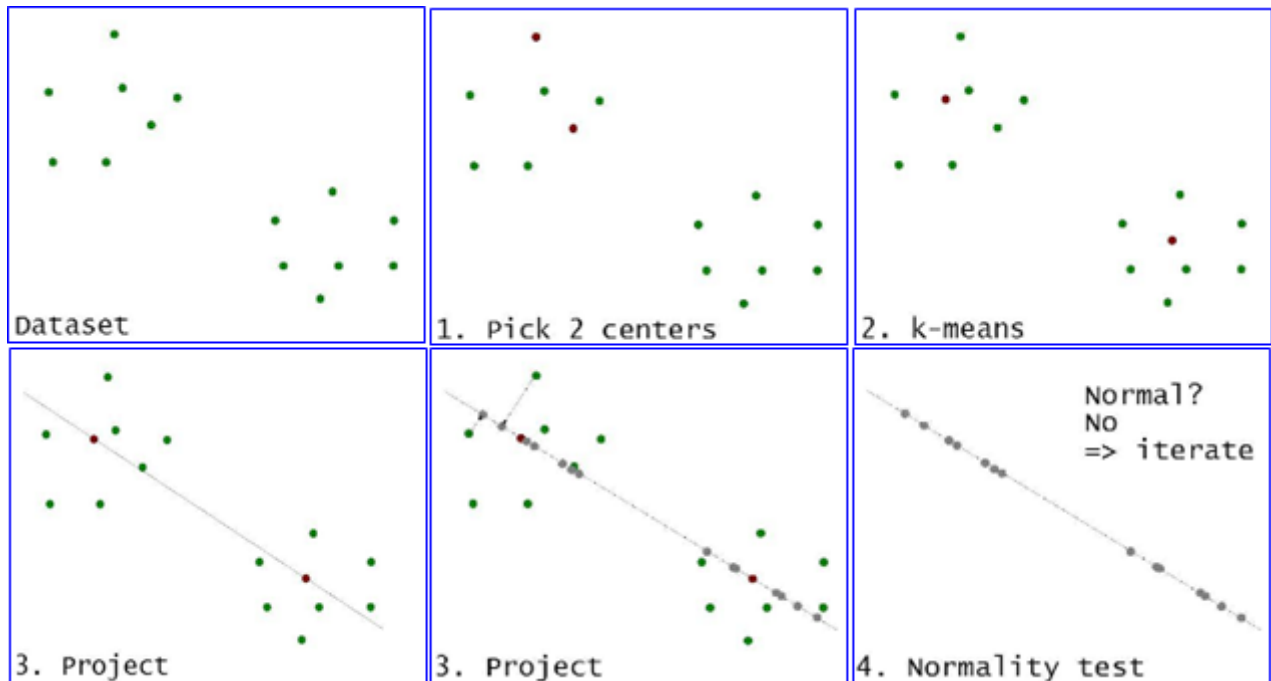 Dataset
1. Pick 2 centers
2. k-means
3. Project
3. Project
Normal?
No
=> iterate
4. Normality test